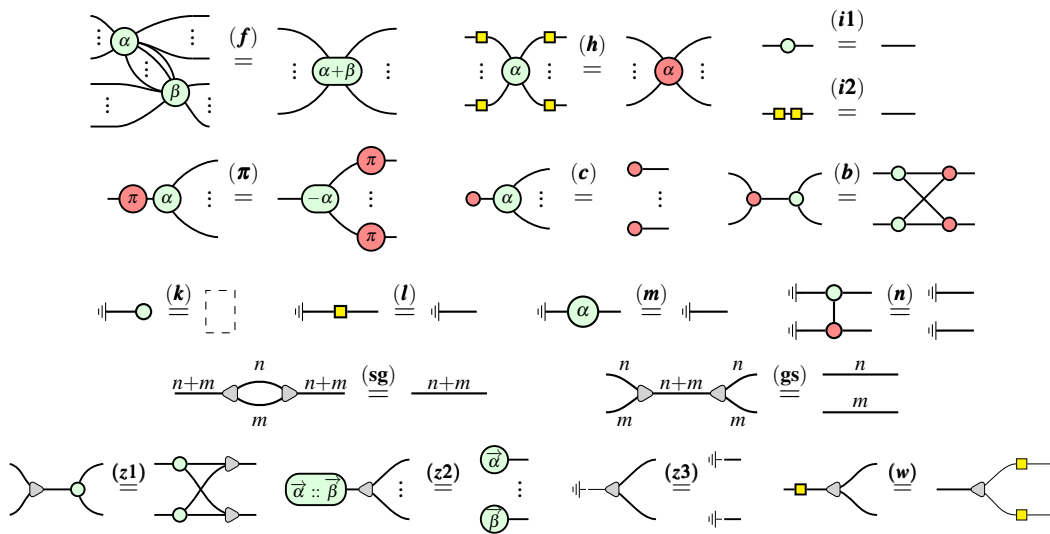 ⋮ α ⋮ ⋮ β ⋮ (f) = ⋮ α+β ⋮ ⋮ α ⋮ (h) = ⋮ α ⋮ (i1) =
(i2) =
π α ⋮ (π) = −α π ⋮ π α ⋮ (c) = ⋮ (b) =
(k) = (l) = α (m) = (n) =
n+m n m n+m (sg) = n+m n m n+m n m (gs) = n m
(z1) = α⃗ :: β⃗ ⋮ (z2) = α⃗ ⋮ β⃗ (z3) = ⋮ (w) =